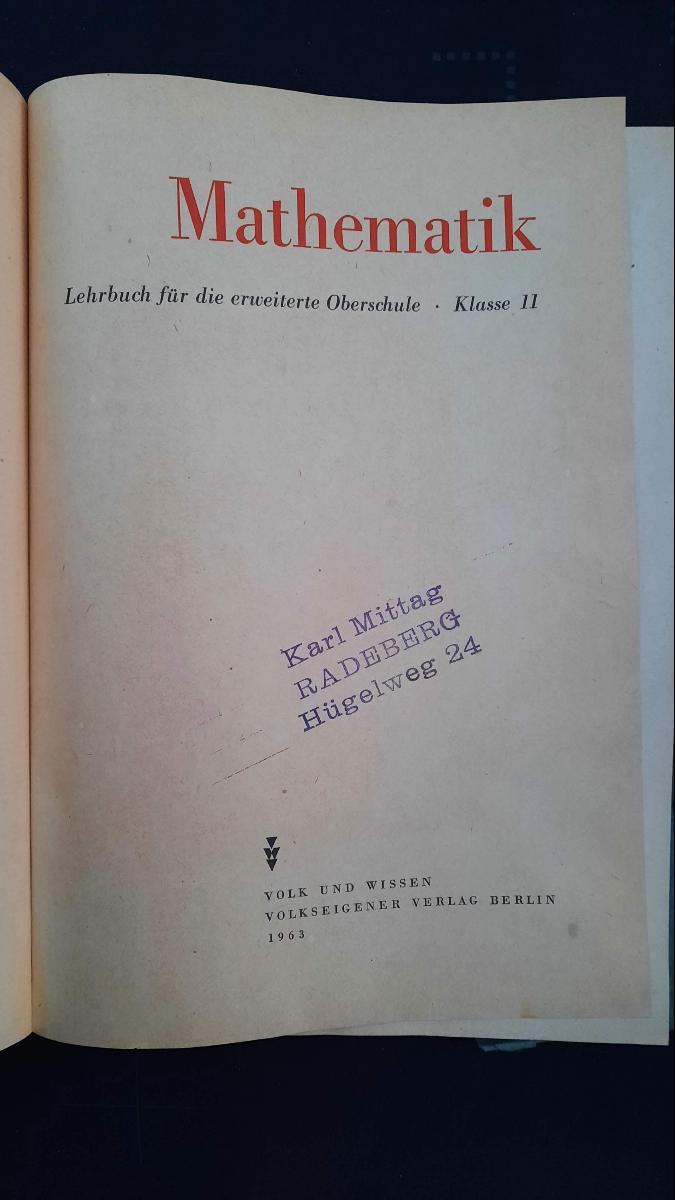 Mathematik
Lehrbuch für die erweiterte Oberschule · Klasse 11
Karl Mittag
RADEBERG
Hügelweg 24
VOLK UND WISSEN
VOLKSEIGENER VERLAG BERLIN
1963